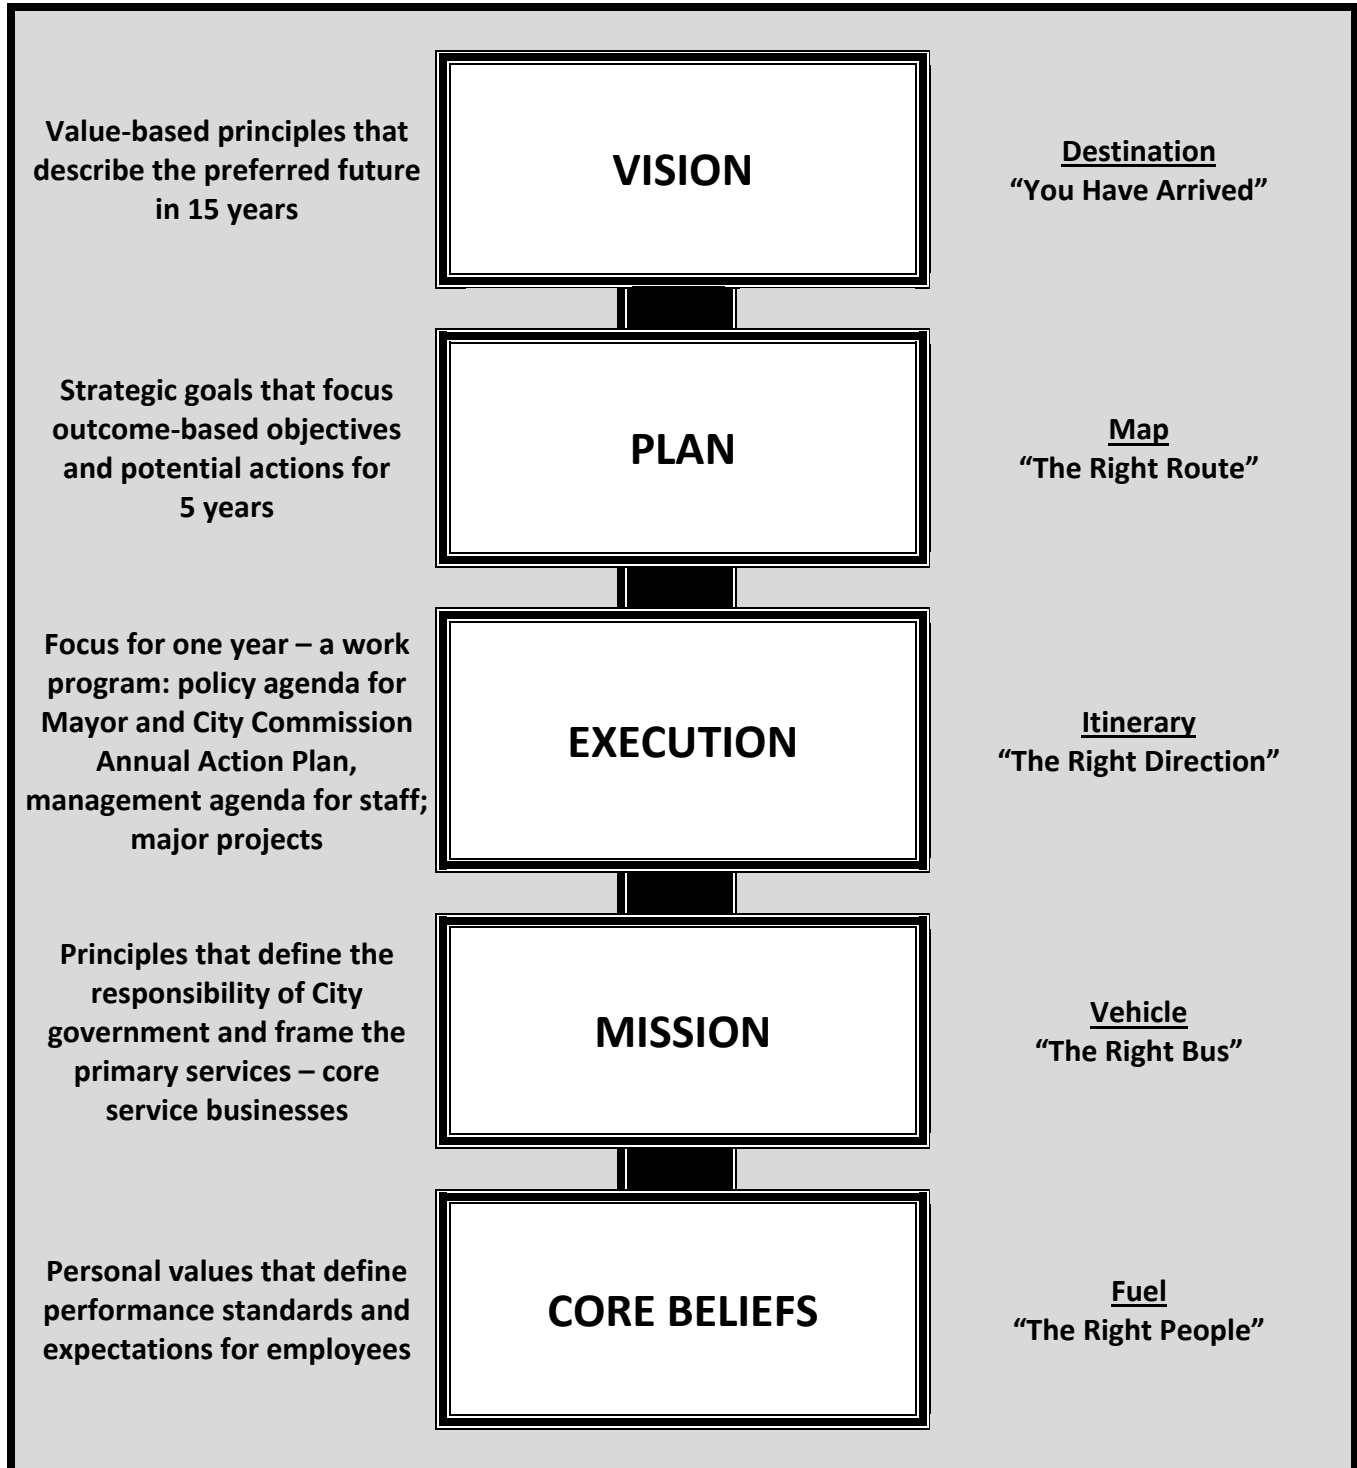 Value-based principles that
describe the preferred future
in 15 years
VISION
Destination
“You Have Arrived”
Strategic goals that focus
outcome-based objectives
and potential actions for
5 years
PLAN
Map
“The Right Route”
Focus for one year – a work
program: policy agenda for
Mayor and City Commission
Annual Action Plan,
management agenda for staff;
major projects
EXECUTION
Itinerary
“The Right Direction”
Principles that define the
responsibility of City
government and frame the
primary services – core
service businesses
MISSION
Vehicle
“The Right Bus”
Personal values that define
performance standards and
expectations for employees
CORE BELIEFS
Fuel
“The Right People”